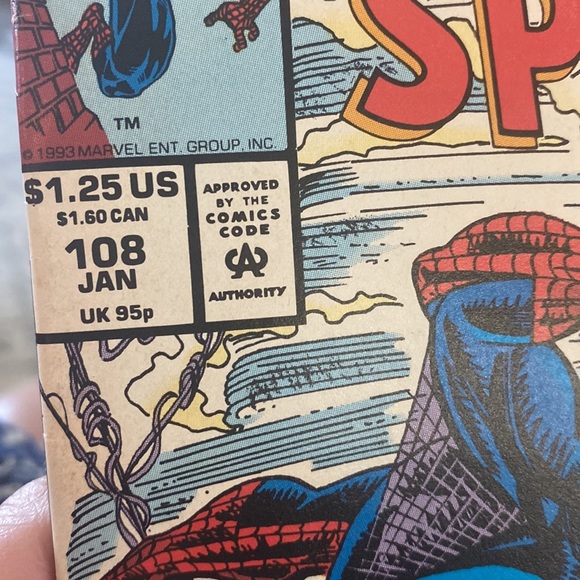 SP
TM
© 1993 MARVEL ENT. GROUP, INC.
$1.25 US
$1.60 CAN
108
JAN
UK 95p
APPROVED
BY THE
COMICS
CODE
CA
AUTHORITY